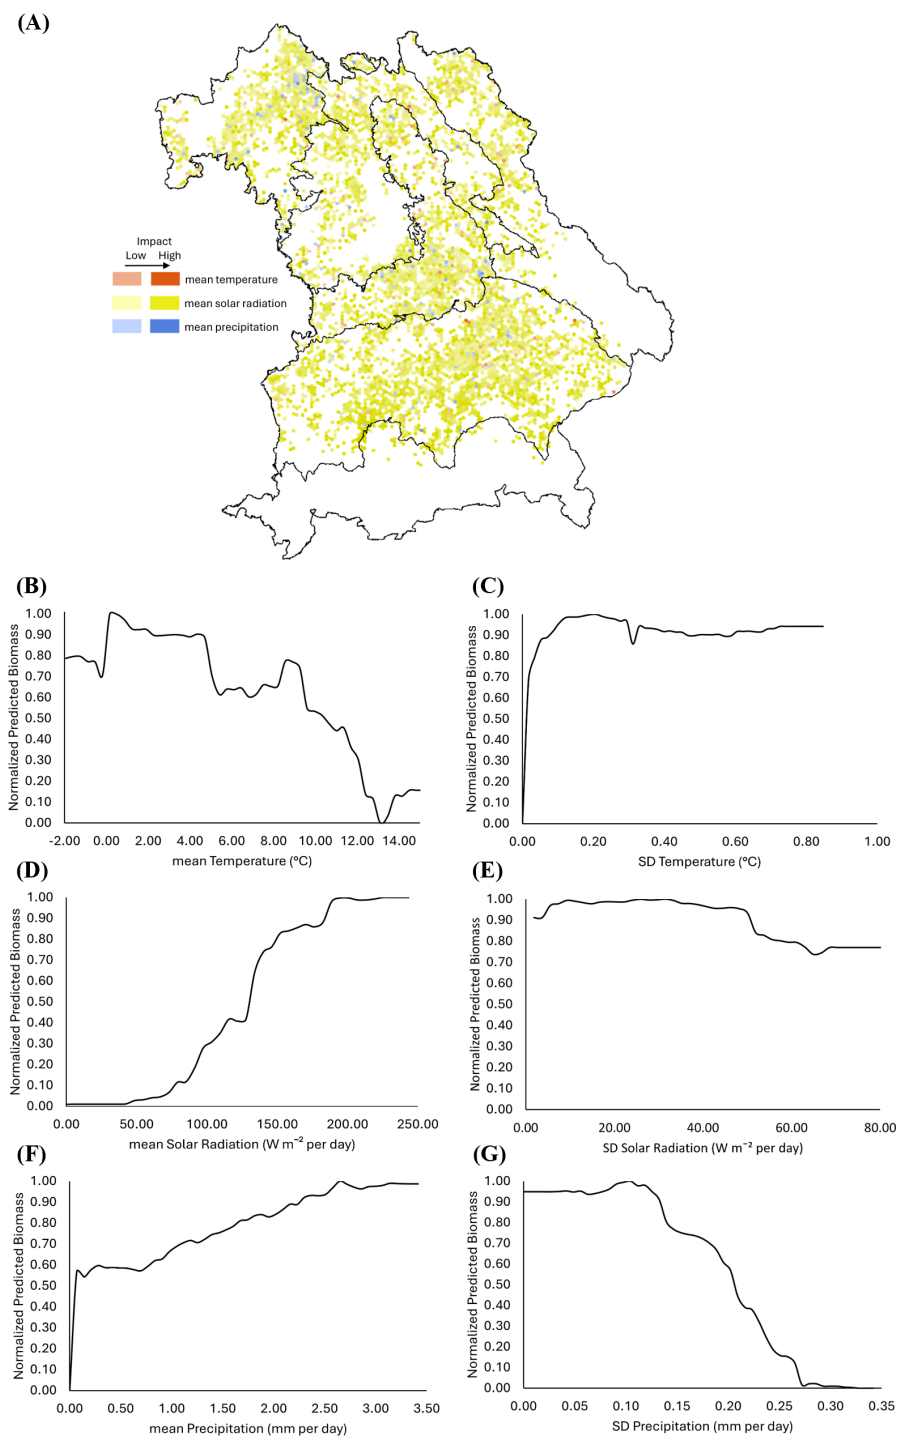 (A)
Impact
Low High
mean temperature
mean solar radiation
mean precipitation
(B)
Normalized Predicted Biomass
1.00
0.90
0.80
0.70
0.60
0.50
0.40
0.30
0.20
0.10
0.00
-2.00 0.00 2.00 4.00 6.00 8.00 10.00 12.00 14.00
mean Temperature (°C)
(C)
Normalized Predicted Biomass
1.00
0.90
0.80
0.70
0.60
0.50
0.40
0.30
0.20
0.10
0.00
0.00 0.20 0.40 0.60 0.80 1.00
SD Temperature (°C)
(D)
Normalized Predicted Biomass
1.00
0.90
0.80
0.70
0.60
0.50
0.40
0.30
0.20
0.10
0.00
0.00 50.00 100.00 150.00 200.00 250.00
mean Solar Radiation (W m⁻² per day)
(E)
Normalized Predicted Biomass
1.00
0.90
0.80
0.70
0.60
0.50
0.40
0.30
0.20
0.10
0.00
0.00 20.00 40.00 60.00 80.00
SD Solar Radiation (W m⁻² per day)
(F)
Normalized Predicted Biomass
1.00
0.90
0.80
0.70
0.60
0.50
0.40
0.30
0.20
0.10
0.00
0.00 0.50 1.00 1.50 2.00 2.50 3.00 3.50
mean Precipitation (mm per day)
(G)
Normalized Predicted Biomass
1.00
0.90
0.80
0.70
0.60
0.50
0.40
0.30
0.20
0.10
0.00
0.00 0.05 0.10 0.15 0.20 0.25 0.30 0.35
SD Precipitation (mm per day)